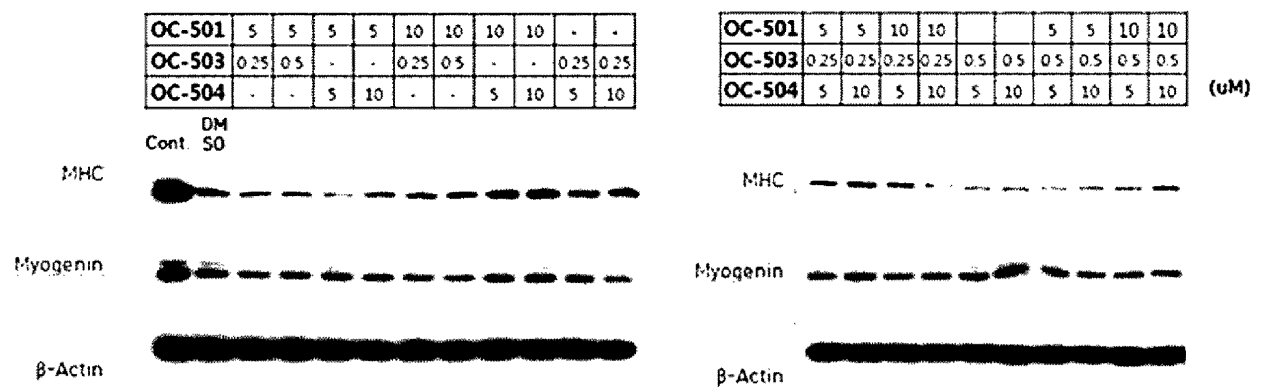 OC-501 5 5 5 5 10 10 10 10 - -
OC-503 0.25 0.5 - - 0.25 0.5 - - 0.25 0.25
OC-504 - - 5 10 - - 5 10 5 10
Cont. DM SO
MHC
Myogenin
β-Actin
OC-501 5 5 10 10 5 5 10 10
OC-503 0.25 0.25 0.25 0.25 0.5 0.5 0.5 0.5 0.5 0.5
OC-504 5 10 5 10 5 10 5 10 5 10
(uM)
MHC
Myogenin
β-Actin